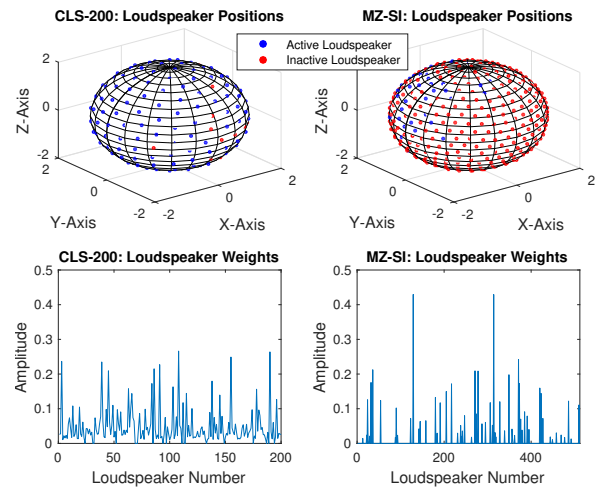 CLS-200: Loudspeaker Positions
MZ-SI: Loudspeaker Positions
Active Loudspeaker
Inactive Loudspeaker
Z-Axis
2
0
-2
2
0
-2
Y-Axis
-2
0
2
X-Axis
Z-Axis
2
0
-2
2
0
-2
Y-Axis
-2
0
2
X-Axis
CLS-200: Loudspeaker Weights
Amplitude
0.5
0.4
0.3
0.2
0.1
0
0 50 100 150 200
Loudspeaker Number
MZ-SI: Loudspeaker Weights
Amplitude
0.5
0.4
0.3
0.2
0.1
0
0 200 400
Loudspeaker Number